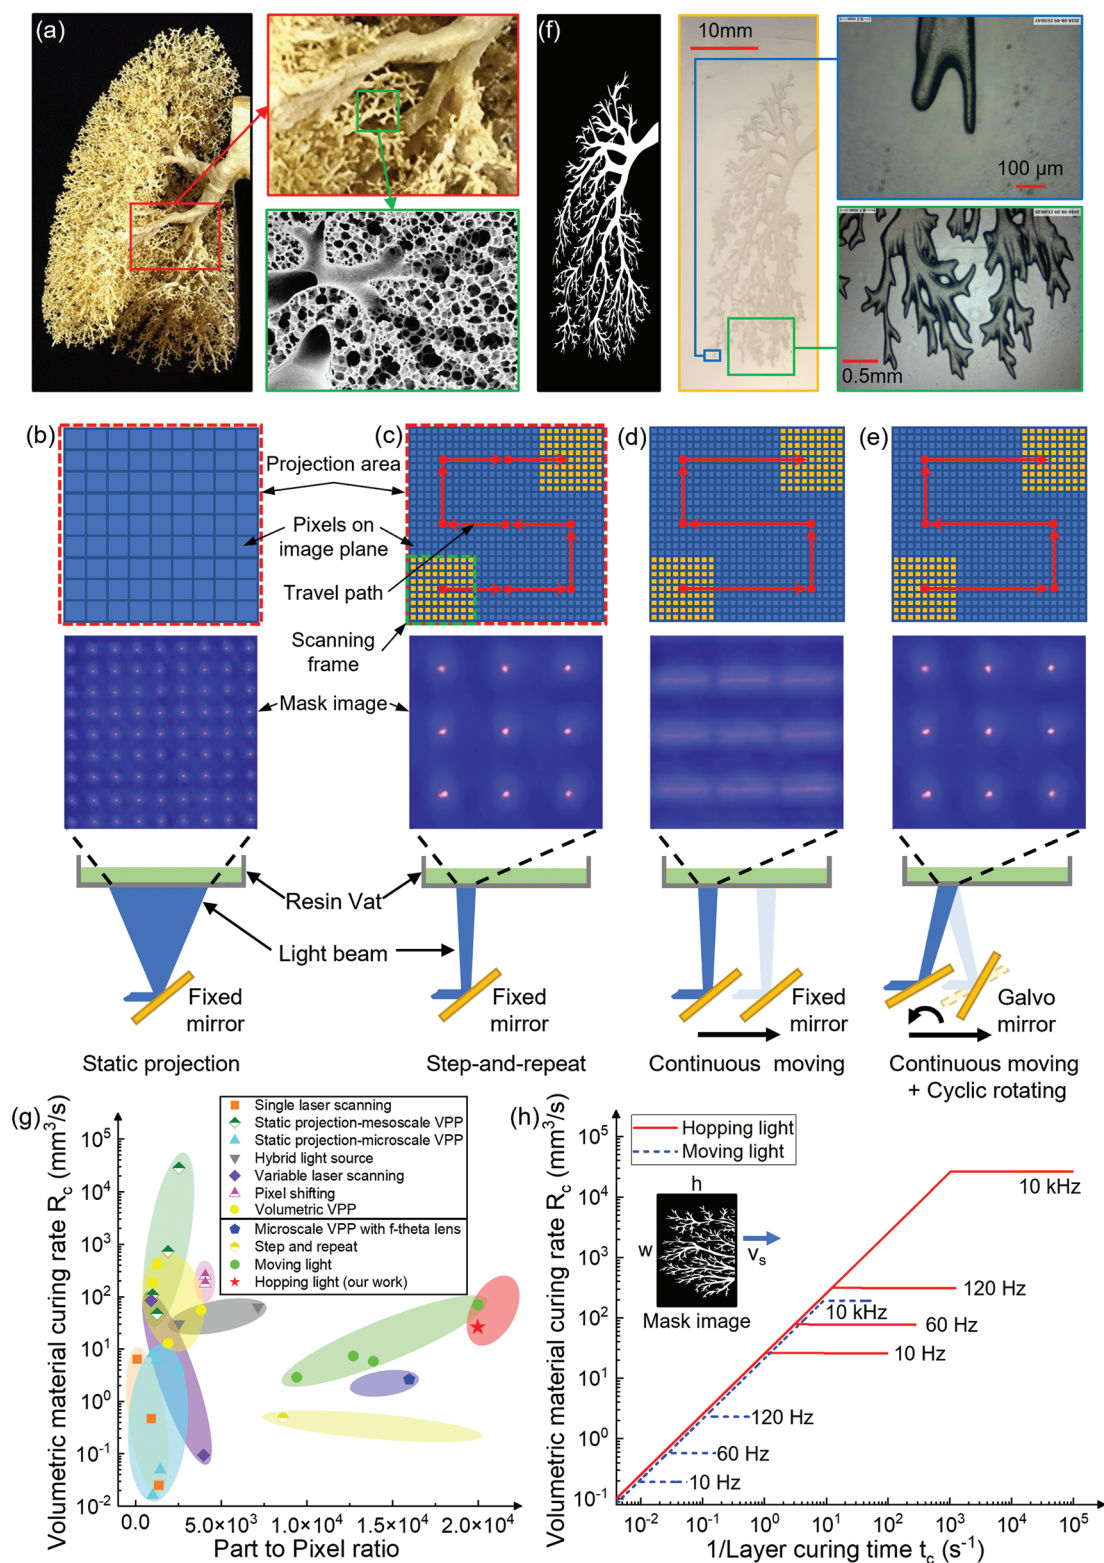 (a)
(f)
10mm
100 µm
0.5mm
(b)
(c)
(d)
(e)
Projection area
Pixels on
image plane
Travel path
Scanning
frame
Mask image
Resin Vat
Light beam
Fixed
mirror
Fixed
mirror
Fixed
mirror
Galvo
mirror
Static projection
Step-and-repeat
Continuous moving
Continuous moving
+ Cyclic rotating
(g)
Volumetric material curing rate R_c (mm³/s)
10⁵
10⁴
10³
10²
10¹
10⁰
10⁻¹
10⁻²
Single laser scanning
Static projection-mesoscale VPP
Static projection-microscale VPP
Hybrid light source
Variable laser scanning
Pixel shifting
Volumetric VPP
Microscale VPP with f-theta lens
Step and repeat
Moving light
Hopping light (our work)
0.0
5.0×10³
1.0×10⁴
1.5×10⁴
2.0×10⁴
Part to Pixel ratio
(h)
Volumetric material curing rate R_c (mm³/s)
10⁵
10⁴
10³
10²
10¹
10⁰
10⁻¹
Hopping light
Moving light
h
w
v_s
Mask image
10 kHz
120 Hz
10 kHz
60 Hz
10 Hz
120 Hz
60 Hz
10 Hz
10⁻²
10⁻¹
10⁰
10¹
10²
10³
10⁴
10⁵
1/Layer curing time t_c (s⁻¹)